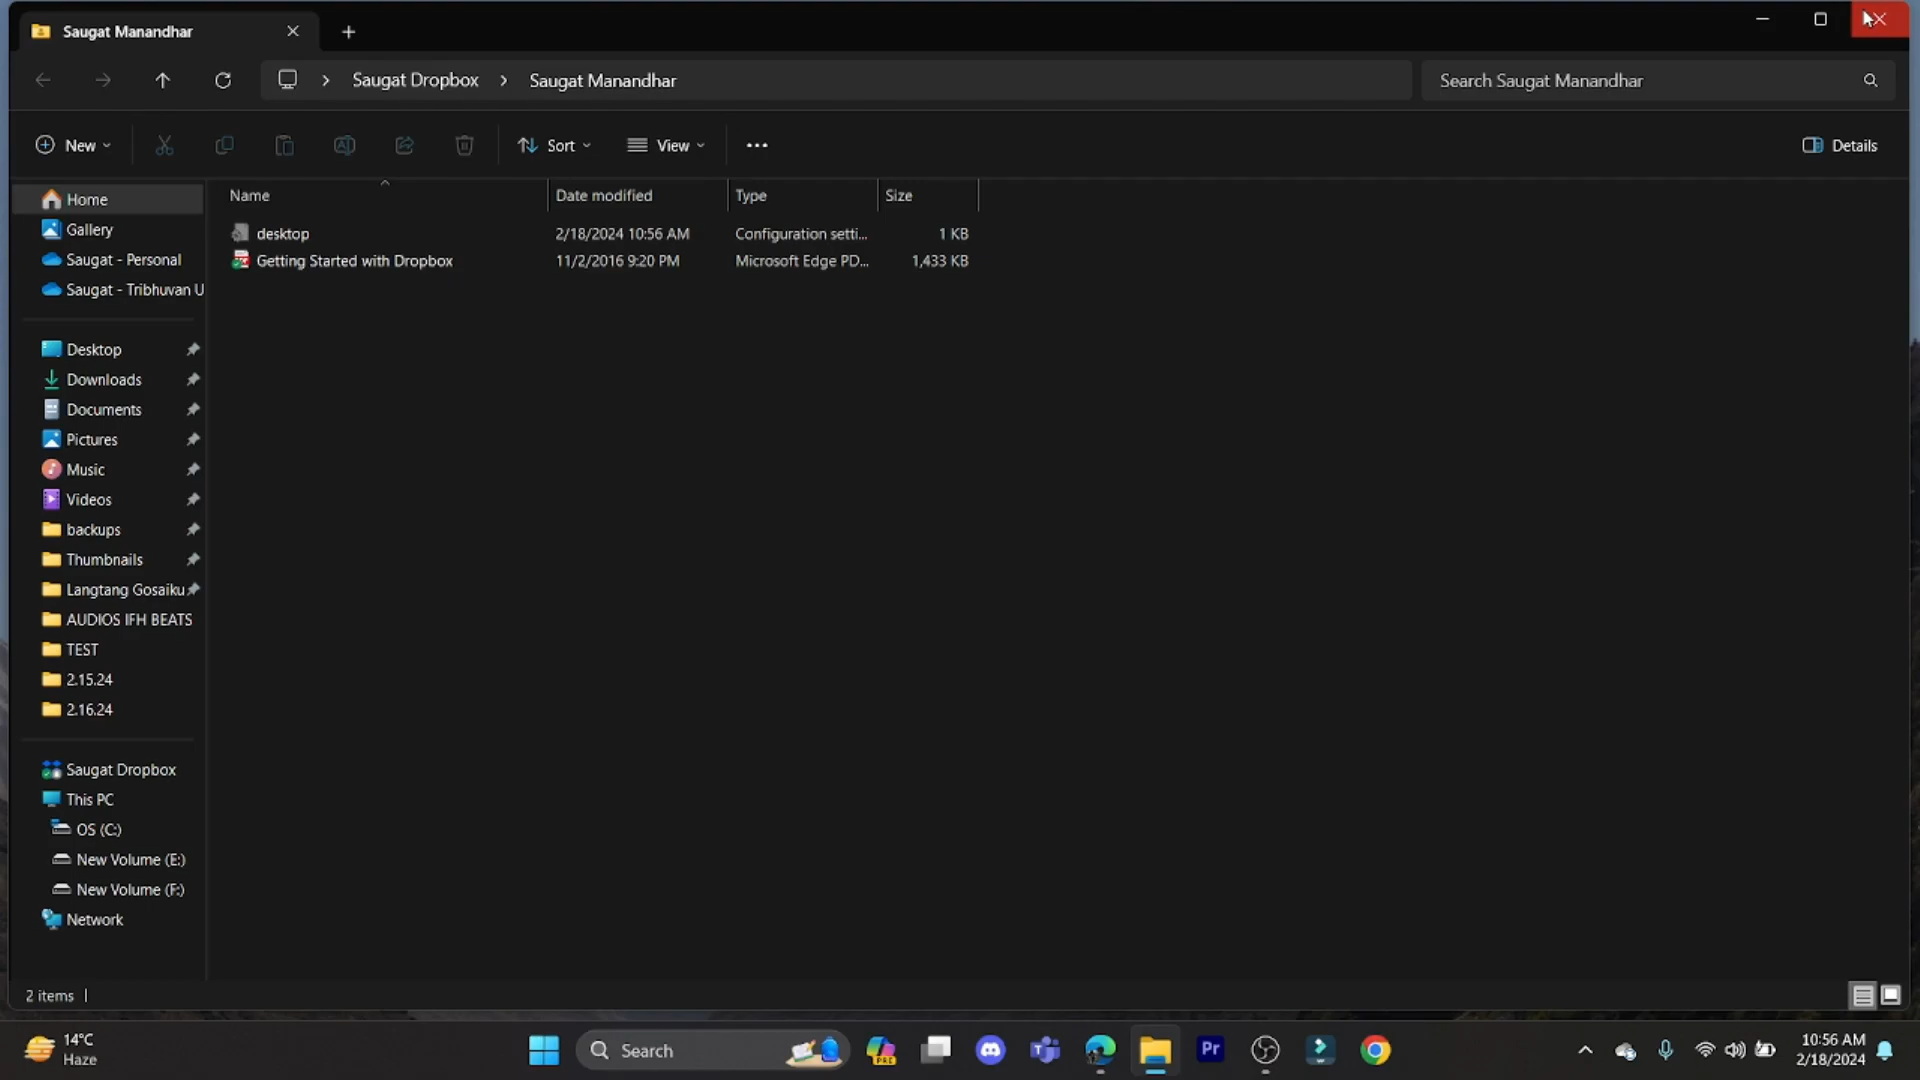 Saugat Manandhar
Saugat Dropbox
Saugat Manandhar
Search Saugat Manandhar
New
Sort
View
Details
Name
Date modified
Type
Size
desktop
2/18/2024 10:56 AM
Configuration setti...
1 KB
Getting Started with Dropbox
11/2/2016 9:20 PM
Microsoft Edge PD...
1,433 KB
Home
Gallery
Saugat - Personal
Saugat - Tribhuvan U
Desktop
Downloads
Documents
Pictures
Music
Videos
backups
Thumbnails
Langtang Gosaiku
AUDIOS IFH BEATS
TEST
2.15.24
2.16.24
Saugat Dropbox
This PC
OS (C:)
New Volume (E:)
New Volume (F:)
Network
2 items
14°C
Haze
Search
PRE
Pr
10:56 AM
2/18/2024